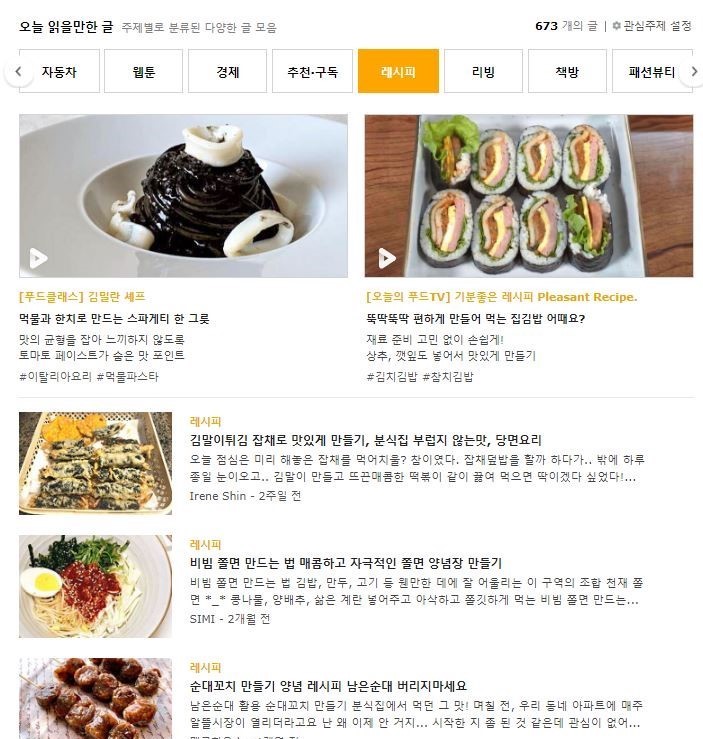 오늘 읽을만한 글 주제별로 분류된 다양한 글 모음 673 개의 글 | 관심주제 설정
자동차 웹툰 경제 추천·구독 레시피 리빙 책방 패션뷰티
[푸드클래스] 김밀란 셰프
먹물과 한치로 만드는 스파게티 한 그릇
맛의 균형을 잡아 느끼하지 않도록
토마토 페이스트가 숨은 맛 포인트
#이탈리아요리 #먹물파스타
[오늘의 푸드TV] 기분좋은 레시피 Pleasant Recipe.
뚝딱뚝딱 편하게 만들어 먹는 집김밥 어때요?
재료 준비 고민 없이 손쉽게!
상추, 깻잎도 넣어서 맛있게 만들기
#김치김밥 #참치김밥
레시피
김말이튀김 잡채로 맛있게 만들기, 분식집 부럽지 않는맛, 당면요리
오늘 점심은 미리 해놓은 잡채를 먹어치울? 참이였다. 잡채덮밥을 할까 하다가.. 밖에 하루
종일 눈이오고.. 김말이 만들고 뜨끈매콤한 떡볶이 같이 끓여 먹으면 딱이겠다 싶었다!...
Irene Shin - 2주일 전
레시피
비빔 쫄면 만드는 법 매콤하고 자극적인 쫄면 양념장 만들기
비빔 쫄면 만드는 법 김밥, 만두, 고기 등 웬만한 데에 잘 어울리는 이 구역의 조합 천재 쫄
면 *_* 콩나물, 양배추, 삶은 계란 넣어주고 아삭하고 쫄깃하게 먹는 비빔 쫄면 만드는...
SIMI - 2개월 전
레시피
순대꼬치 만들기 양념 레시피 남은순대 버리지마세요
남은순대 활용 순대꼬치 만들기 분식집에서 먹던 그 맛! 며칠 전, 우리 동네 아파트에 매주
알뜰시장이 열리더라고요 난 왜 이제 안 거지... 시작한 지 좀 된 것 같은데 관심이 없어...